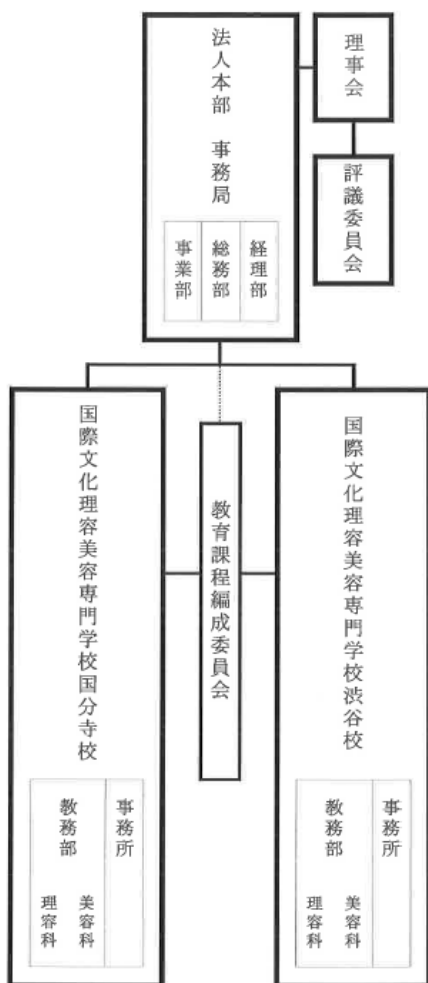 理事会
評議委員会
法人本部 事務局
経理部
総務部
事業部
国際文化理容美容専門学校渋谷校
事務所
教務部
美容科
理容科
教育課程編成委員会
国際文化理容美容専門学校国分寺校
事務所
教務部
美容科
理容科